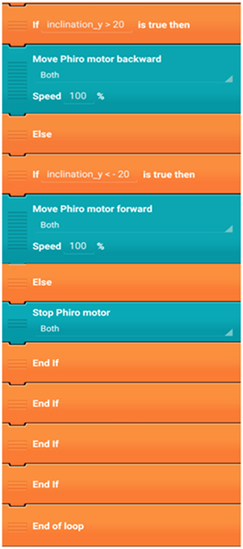 If inclination_y > 20 is true then
Move Phiro motor backward
Both
Speed 100 %
Else
If inclination_y < - 20 is true then
Move Phiro motor forward
Both
Speed 100 %
Else
Stop Phiro motor
Both
End If
End If
End If
End If
End of loop